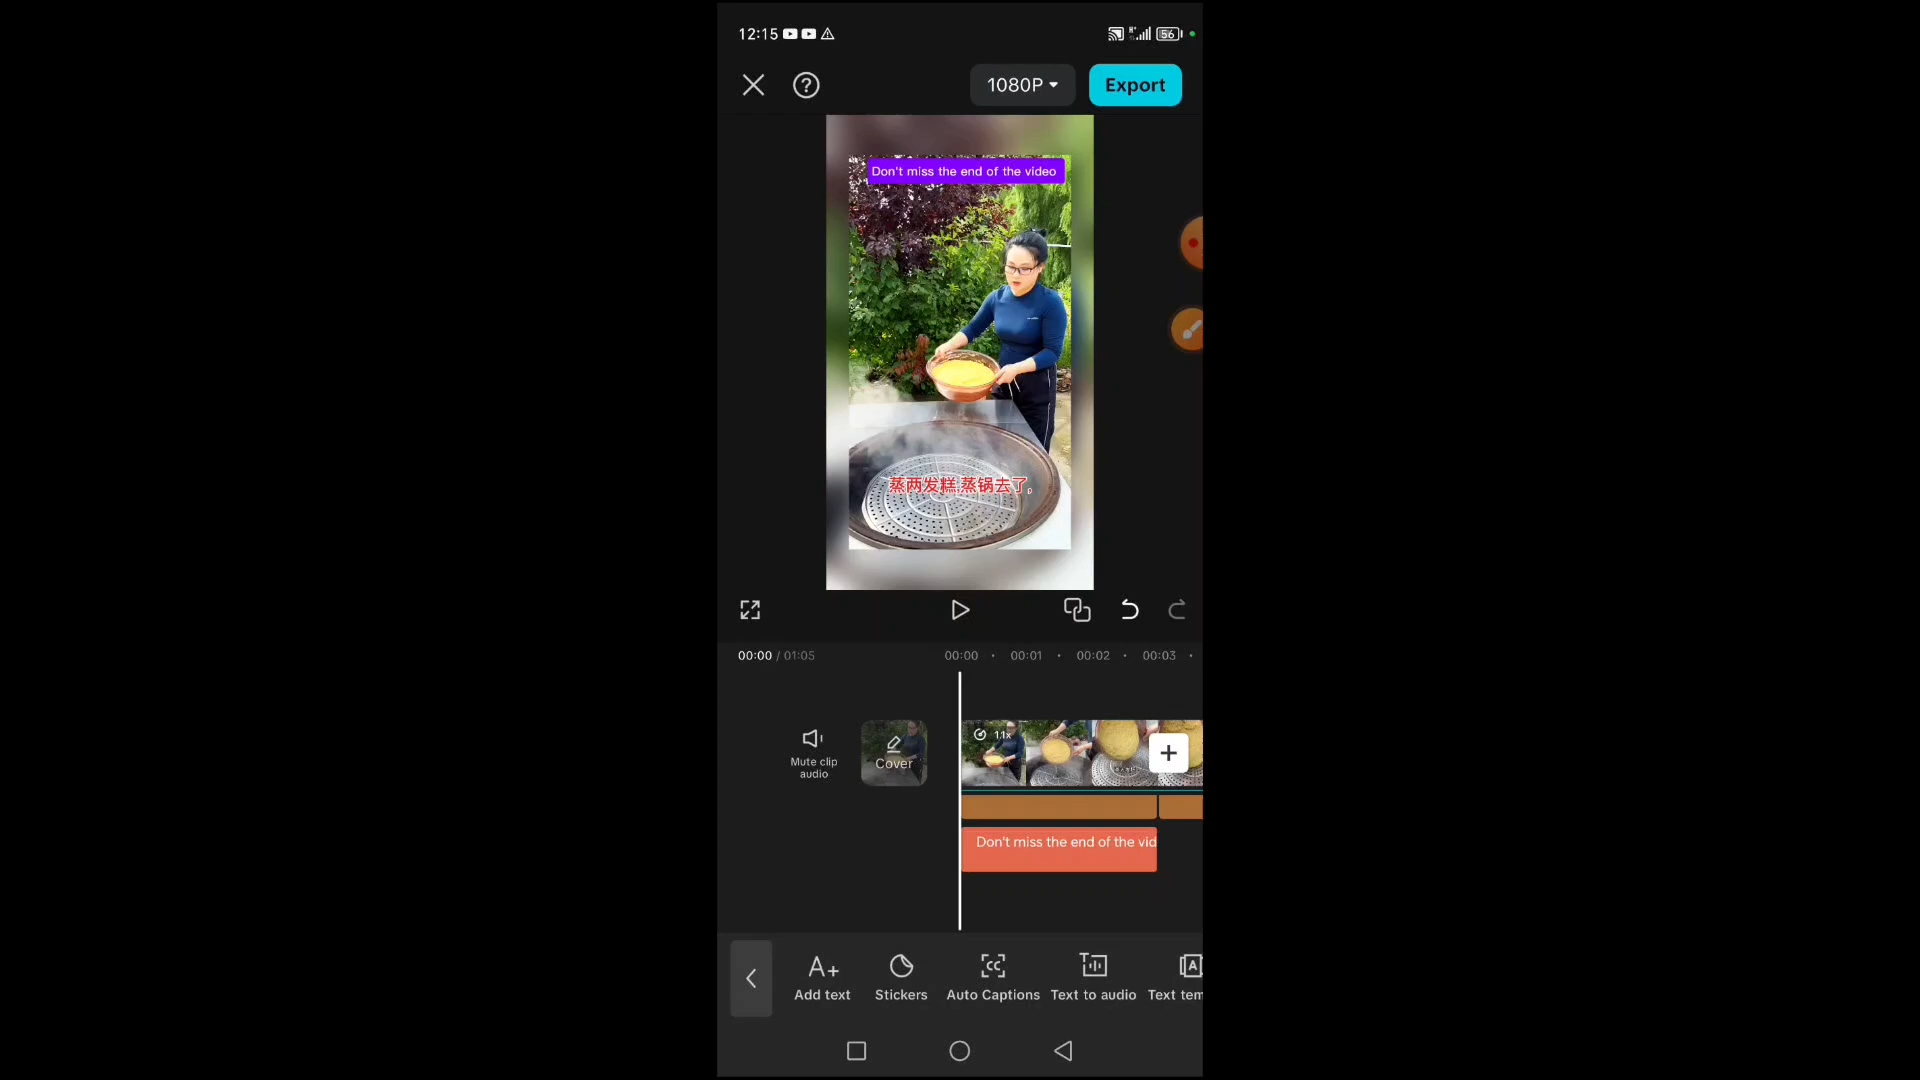 12:15
56
1080P
Export
Don't miss the end of the video
蒸两发糕,蒸锅去了,
00:00 / 01:05
00:00
00:01
00:02
00:03
Mute clip
audio
Cover
1.1x
Don't miss the end of the vid
Add text
Stickers
Auto Captions
Text to audio
Text tem